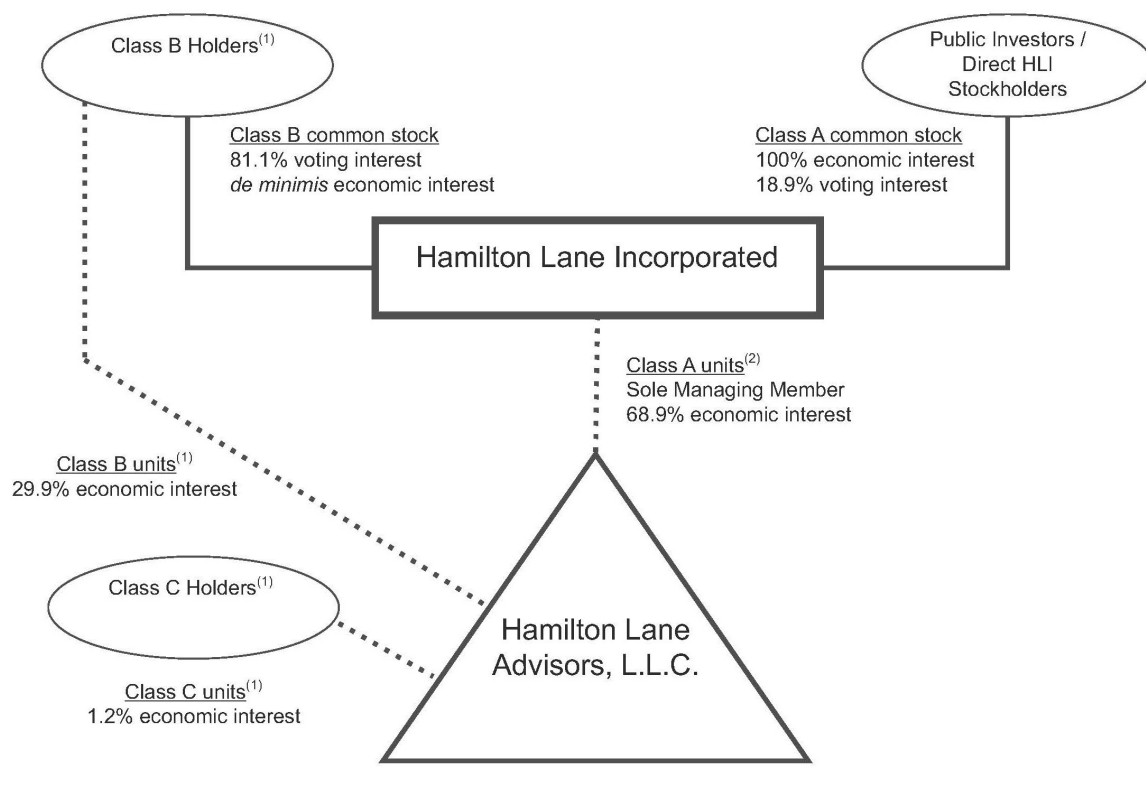 Class B Holders(1)
Public Investors /
Direct HLI
Stockholders
Class B common stock
81.1% voting interest
de minimis economic interest
Class A common stock
100% economic interest
18.9% voting interest
Hamilton Lane Incorporated
Class A units(2)
Sole Managing Member
68.9% economic interest
Class B units(1)
29.9% economic interest
Class C Holders(1)
Class C units(1)
1.2% economic interest
Hamilton Lane
Advisors, L.L.C.